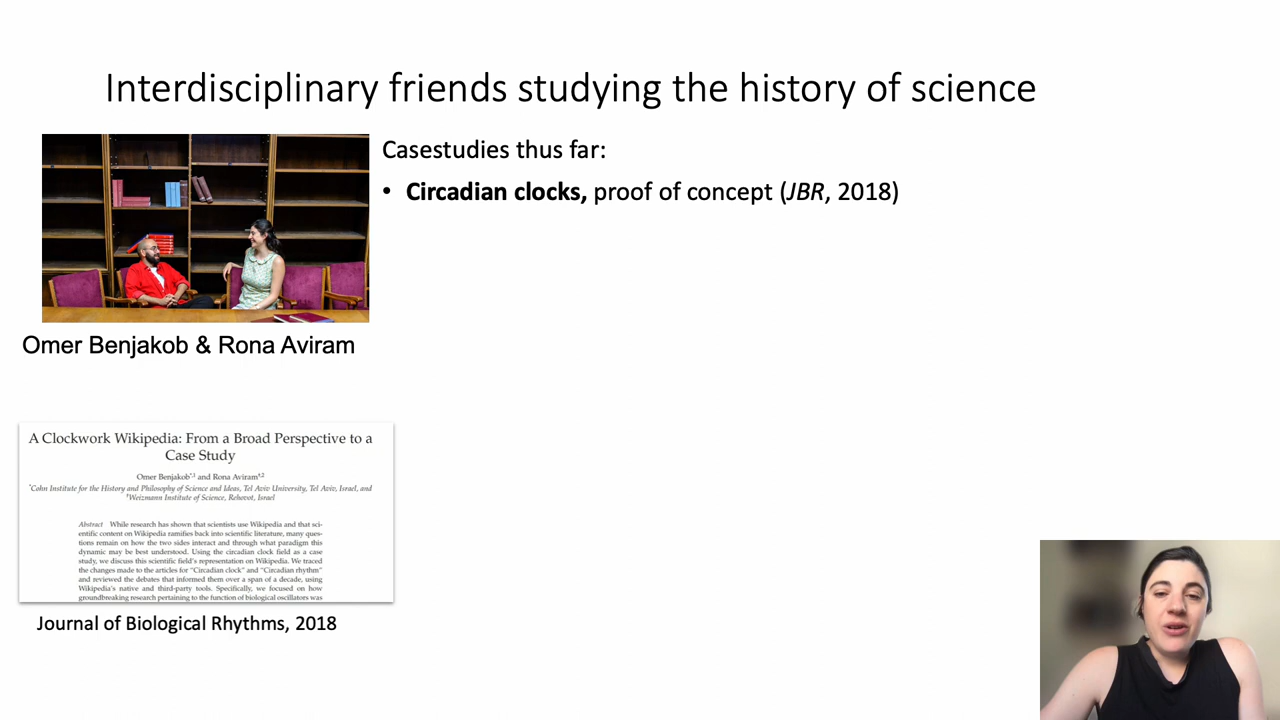 Interdisciplinary friends studying the history of science
Casestudies thus far:
• Circadian clocks, proof of concept (JBR, 2018)
Omer Benjakob & Rona Aviram
A Clockwork Wikipedia: From a Broad Perspective to a
Case Study
Omer Benjakob*,1 and Rona Aviram†,2
*Cohn Institute for the History and Philosophy of Science and Ideas, Tel Aviv University, Tel Aviv, Israel, and
†Weizmann Institute of Science, Rehovot, Israel
Abstract While research has shown that scientists use Wikipedia and that sci-
entific content on Wikipedia ramifies back into scientific literature, many ques-
tions remain on how the two sides interact and through what paradigm this
dynamic may be best understood. Using the circadian clock field as a case
study, we discuss this scientific field's representation on Wikipedia. We traced
the changes made to the articles for "Circadian clock" and "Circadian rhythm"
and reviewed the debates that informed them over a span of a decade, using
Wikipedia's native and third-party tools. Specifically, we focused on how
groundbreaking research pertaining to the function of biological oscillators was
Journal of Biological Rhythms, 2018